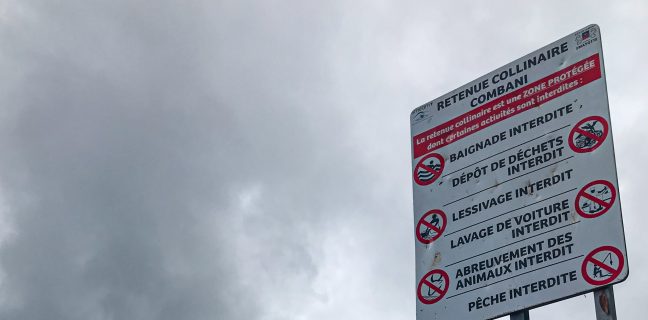 RETENUE COLLINAIRE
COMBANI
La retenue collinaire est une ZONE PROTÉGÉE
dont certaines activités sont interdites :
BAIGNADE INTERDITE
DÉPÔT DE DÉCHETS
INTERDIT
LESSIVAGE INTERDIT
LAVAGE DE VOITURE
INTERDIT
ABREUVEMENT DES
ANIMAUX INTERDIT
PÊCHE INTERDITE